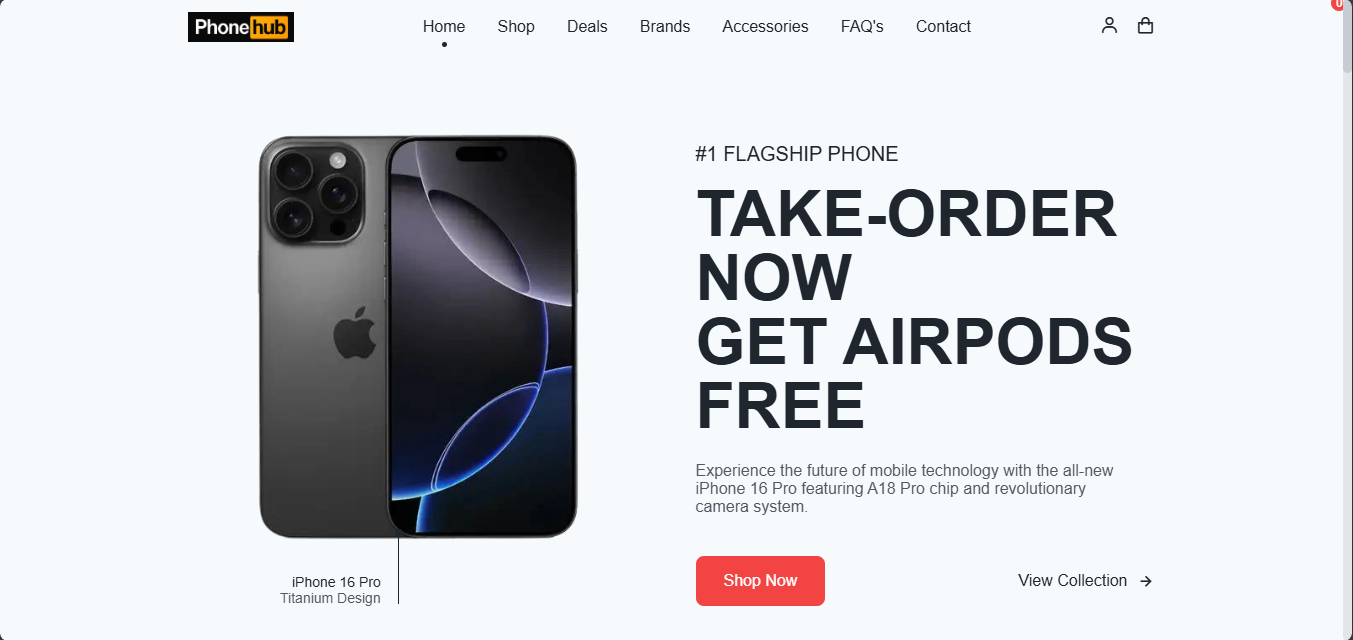 Phonehub
Home Shop Deals Brands Accessories FAQ's Contact
0
#1 FLAGSHIP PHONE
TAKE-ORDER
NOW
GET AIRPODS
FREE
Experience the future of mobile technology with the all-new
iPhone 16 Pro featuring A18 Pro chip and revolutionary
camera system.
Shop Now
View Collection
iPhone 16 Pro
Titanium Design